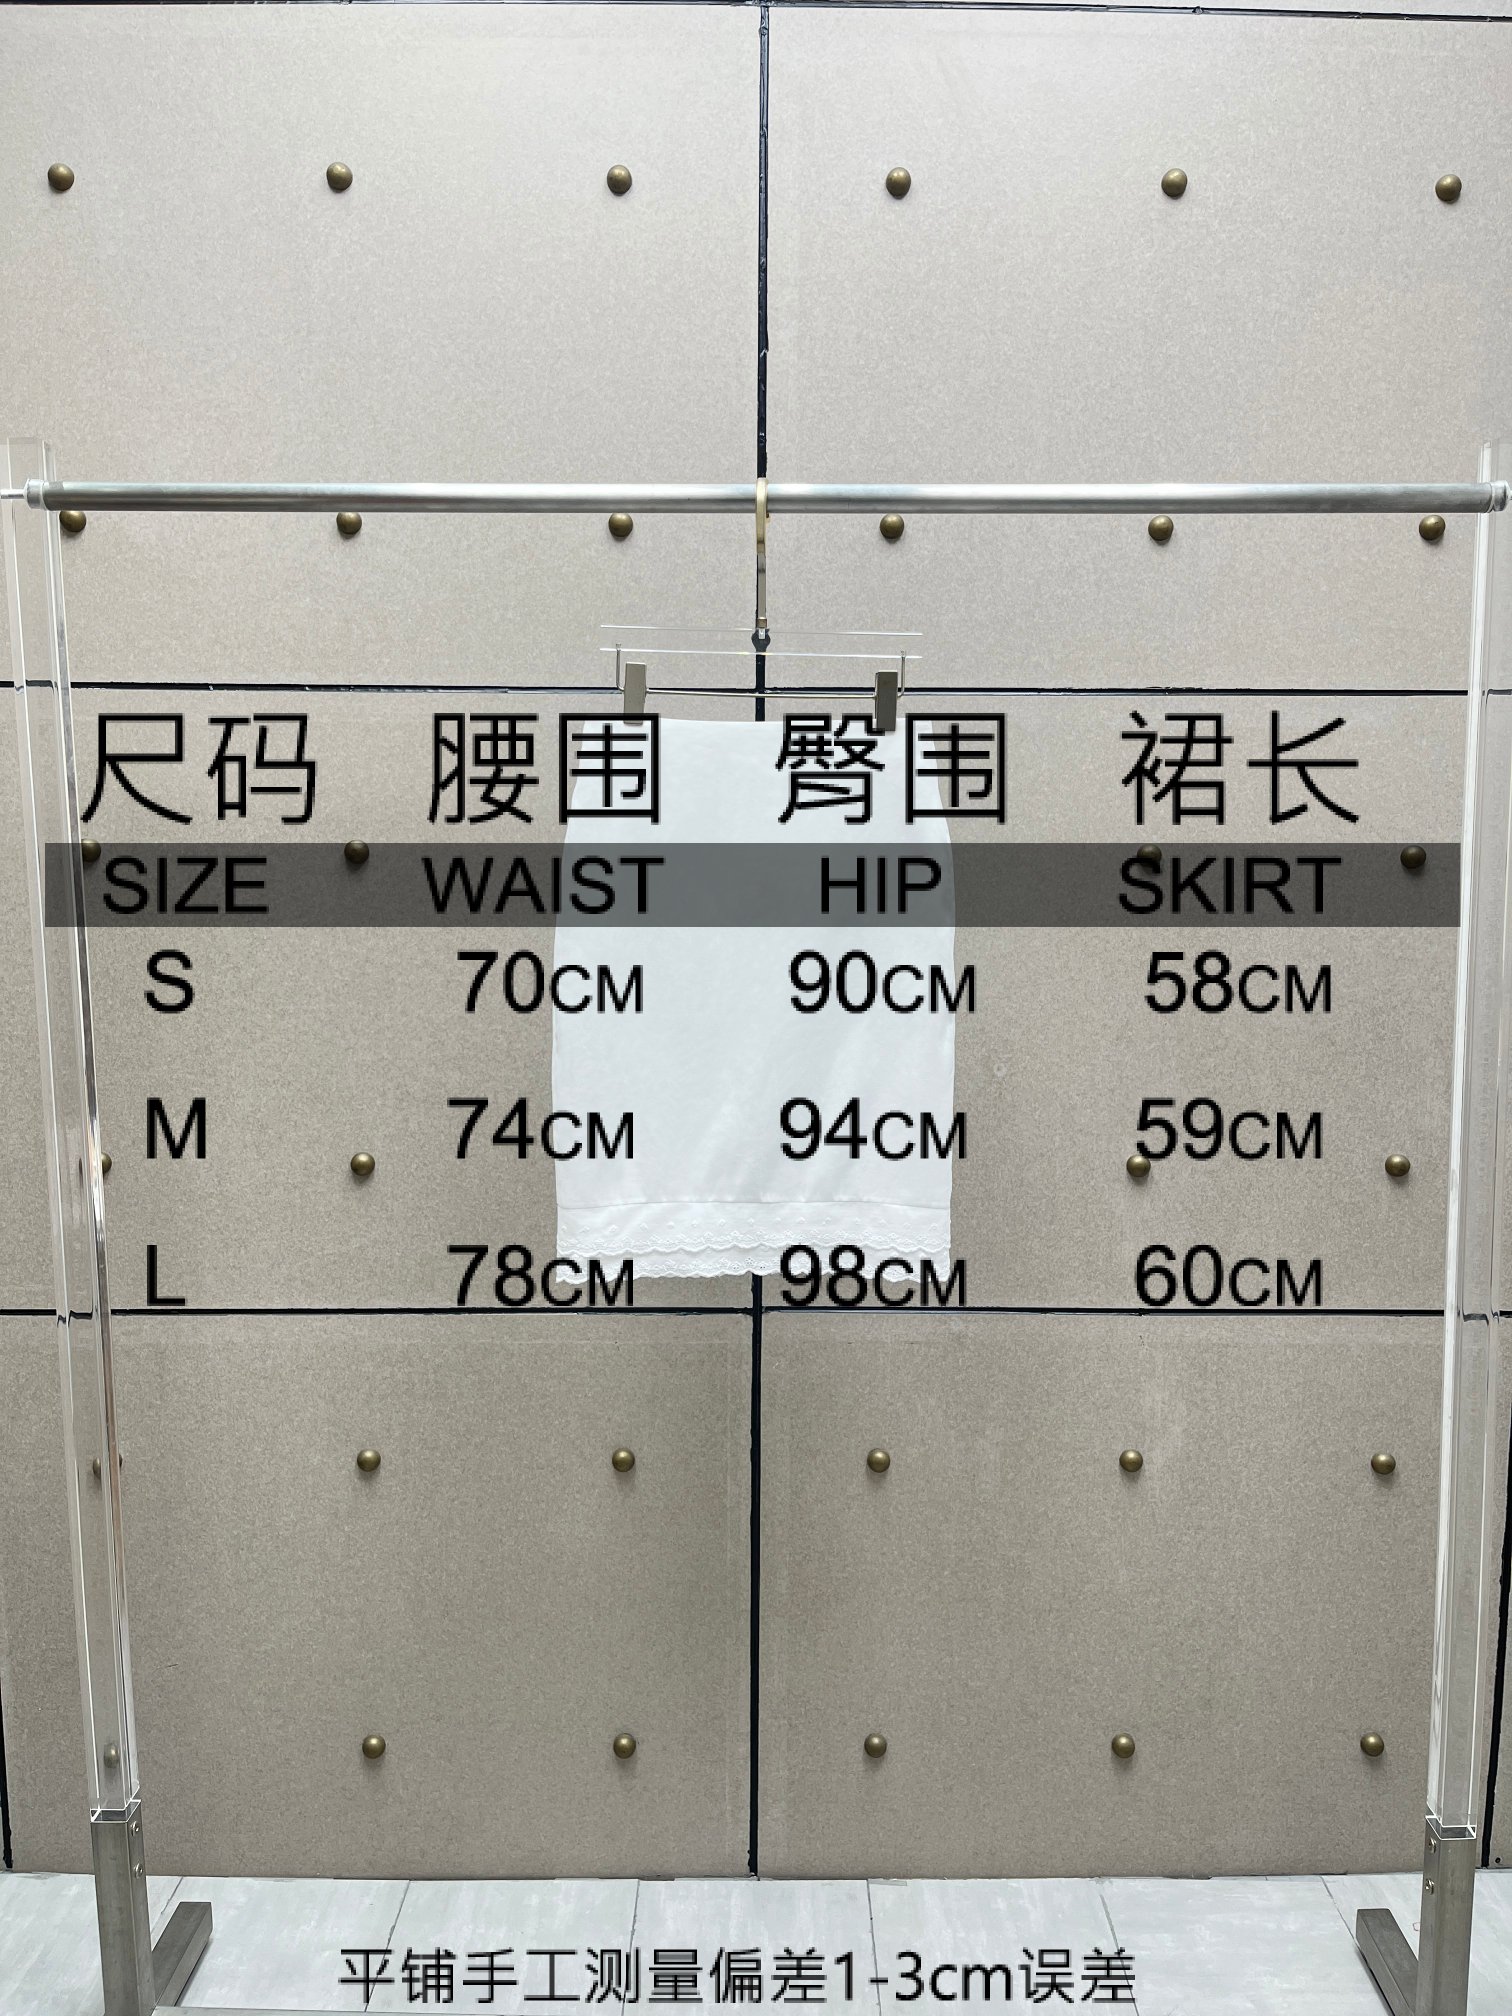 尺码 腰围 臀围 裙长
SIZE WAIST HIP SKIRT
S 70CM 90CM 58CM
M 74CM 94CM 59CM
L 78CM 98CM 60CM
平铺手工测量偏差1-3cm误差